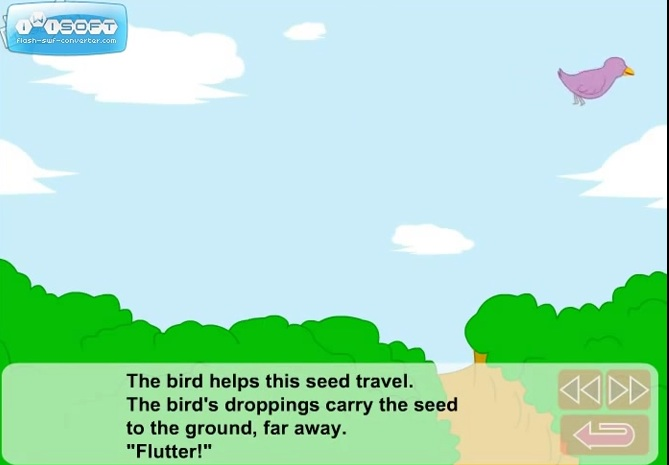 iWiSOFT
flash-swf-converter.com
The bird helps this seed travel.
The bird's droppings carry the seed
to the ground, far away.
"Flutter!"